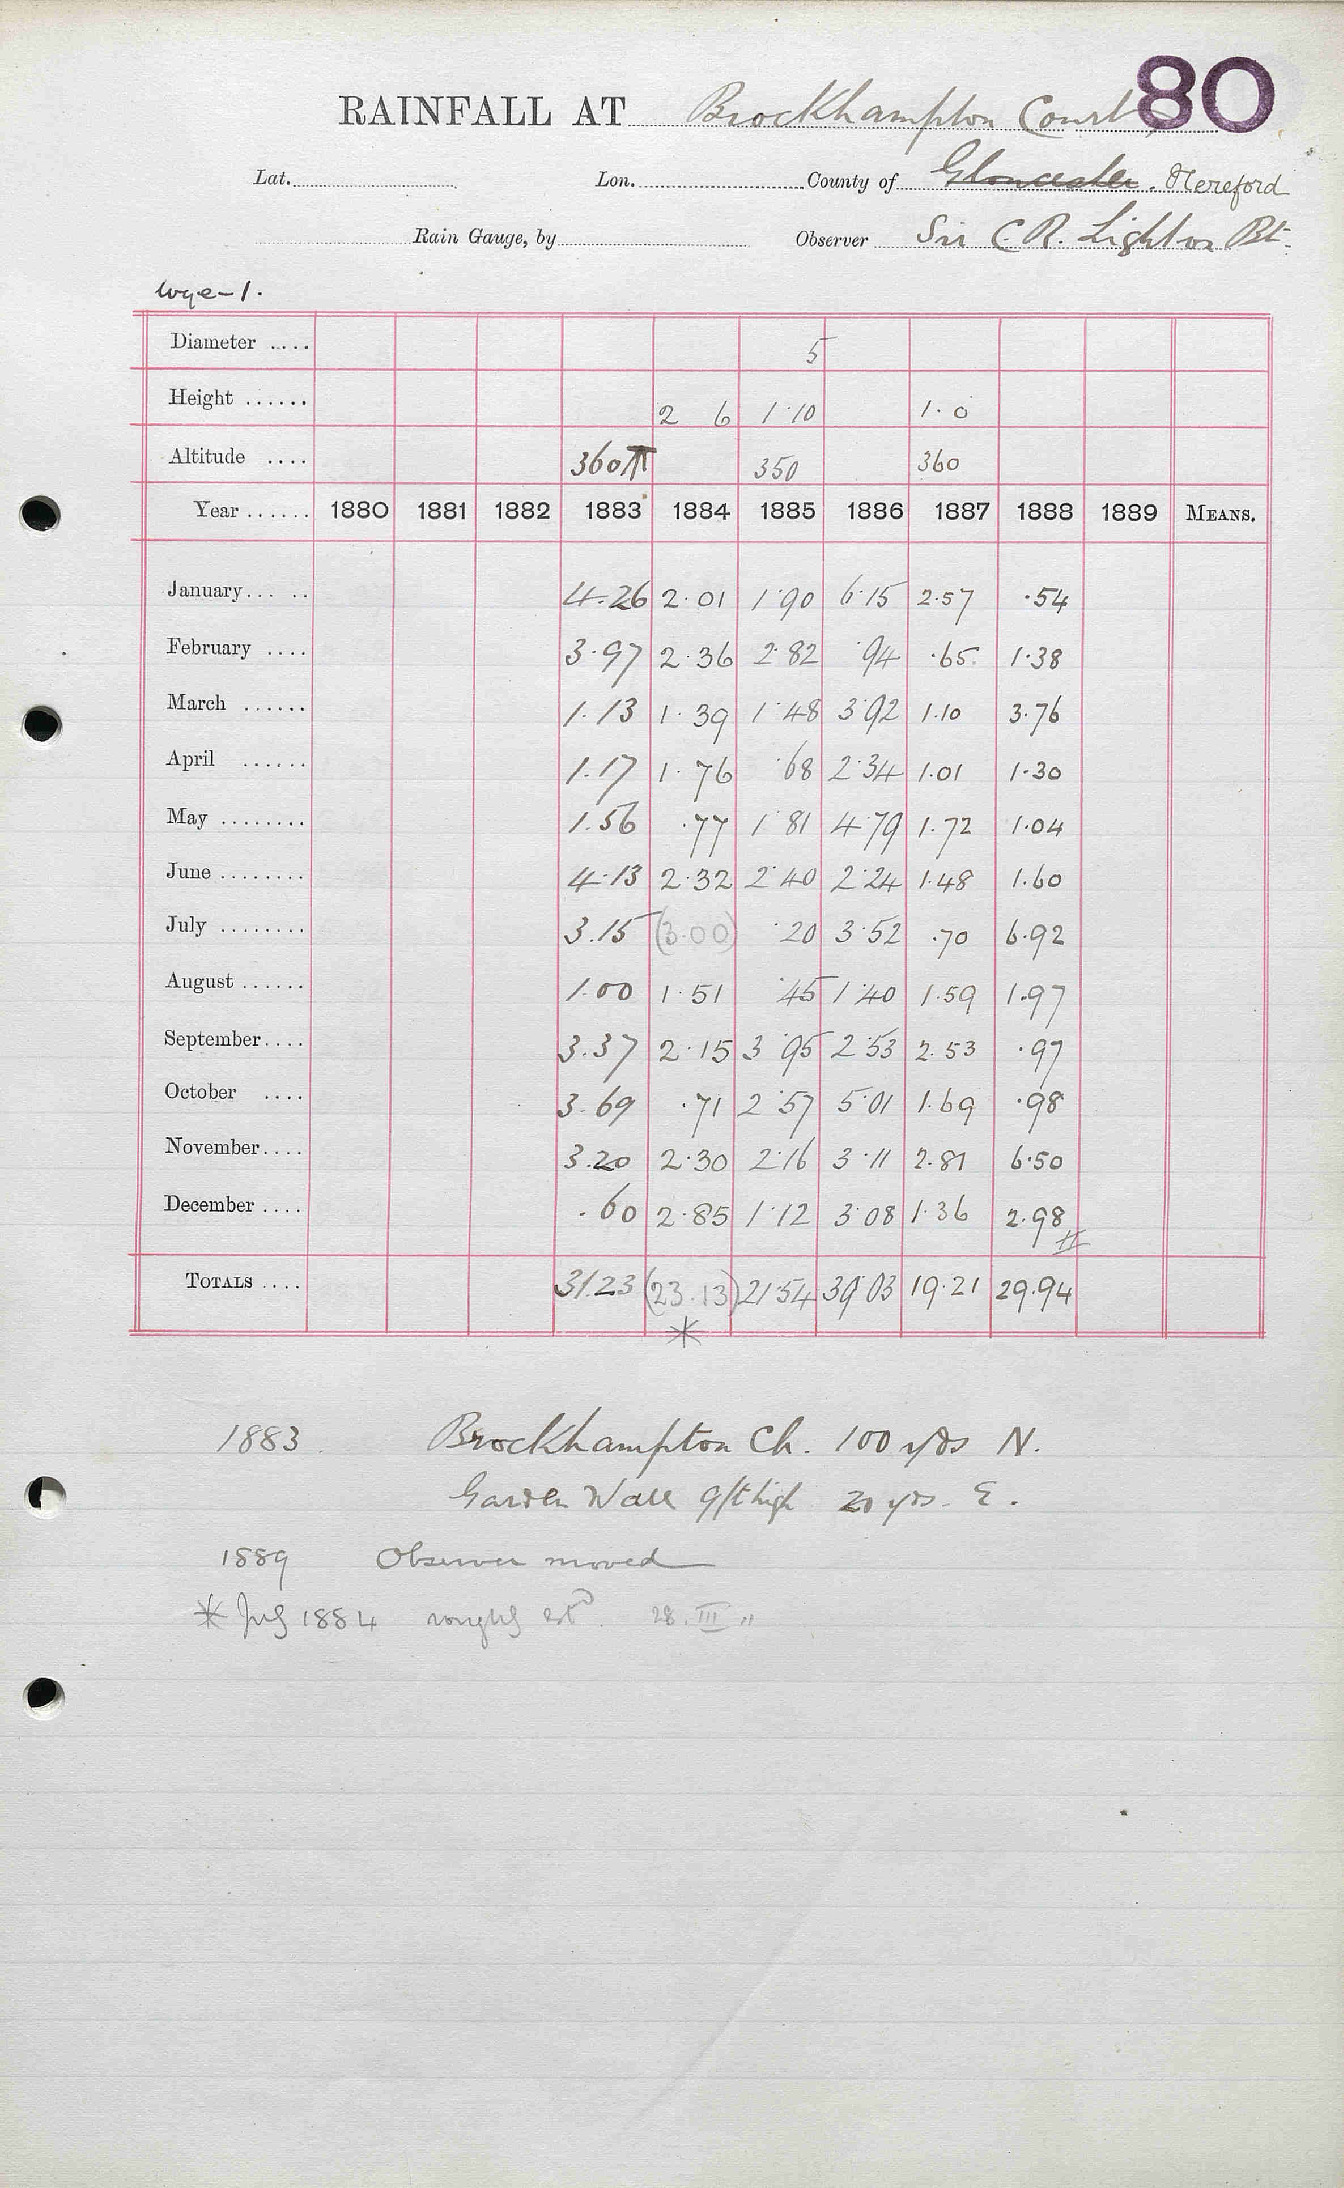 80
RAINFALL AT Brockhampton Court,
Lat. Lon. County of Gloucester. Hereford
Rain Gauge, by Observer Sir C. R. Lighton Bt.
Wye-1.
Diameter .... 5
Height ...... 2 6 1·10 1·0
Altitude .... 360 350 360
Year ...... 1880 1881 1882 1883 1884 1885 1886 1887 1888 1889 MEANS.
January... .. 4.26 2·01 1·90 6·15 2·57 ·54
February .... 3·97 2·36 2·82 ·94 ·65 1·38
March ...... 1.13 1·39 1·48 3·92 1·10 3·76
April ...... 1.17 1·76 ·68 2·34 1·01 1·30
May ........ 1.56 ·77 1·81 4·79 1·72 1·04
June ........ 4·13 2·32 2·40 2·24 1·48 1·60
July ........ 3.15 (3·00) ·20 3·52 ·70 6·92
August ...... 1.00 1·51 ·45 1·40 1·59 1·97
September.... 3.37 2·15 3·95 2·53 2·53 ·97
October .... 3.69 ·71 2·57 5·01 1·69 ·98
November.... 3.20 2·30 2·16 3·11 2·81 6·50
December .... .60 2·85 1·12 3·08 1·36 2·98
TOTALS .... 31.23 (23.13) 21 54 39 03 19·21 29·94
*
1883 Brockhampton Ch. 100 yds N.
Garden Wall 9ft high 20 yds. E.
1889 Observer moved
* July 1884 roughly estd. 28. III "